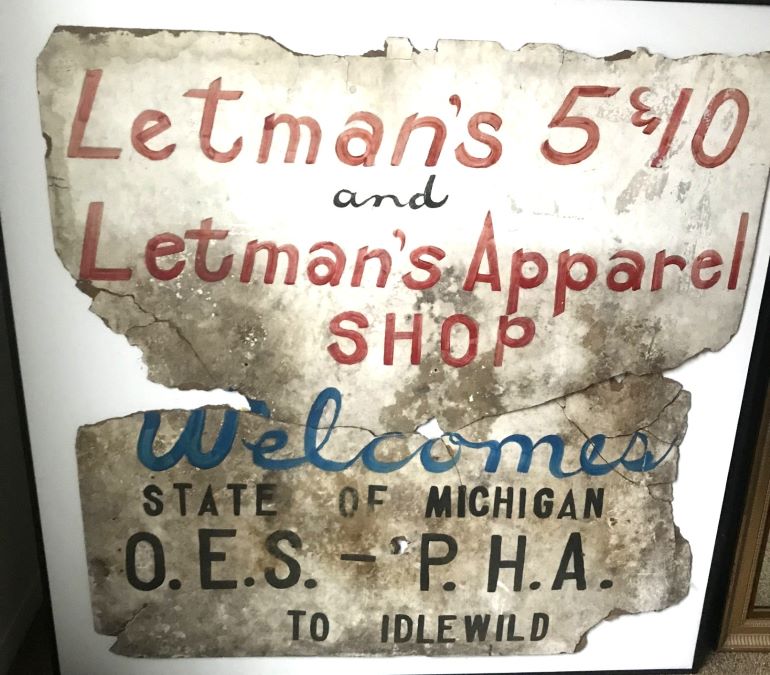 Letman's 5&10
and
Letman's Apparel
SHOP
Welcomes
STATE OF MICHIGAN
O.E.S. - P.H.A.
TO IDLEWILD